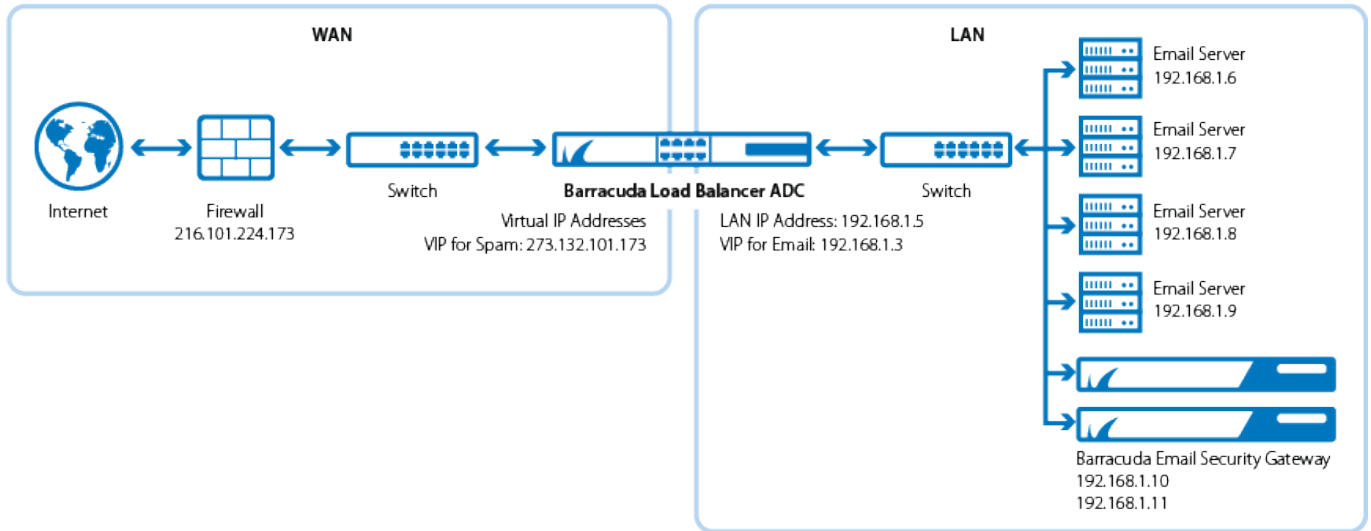 WAN
LAN
Internet
Firewall
216.101.224.173
Switch
Barracuda Load Balancer ADC
Virtual IP Addresses
VIP for Spam: 273.132.101.173
LAN IP Address: 192.168.1.5
VIP for Email: 192.168.1.3
Switch
Email Server
192.168.1.6
Email Server
192.168.1.7
Email Server
192.168.1.8
Email Server
192.168.1.9
Barracuda Email Security Gateway
192.168.1.10
192.168.1.11